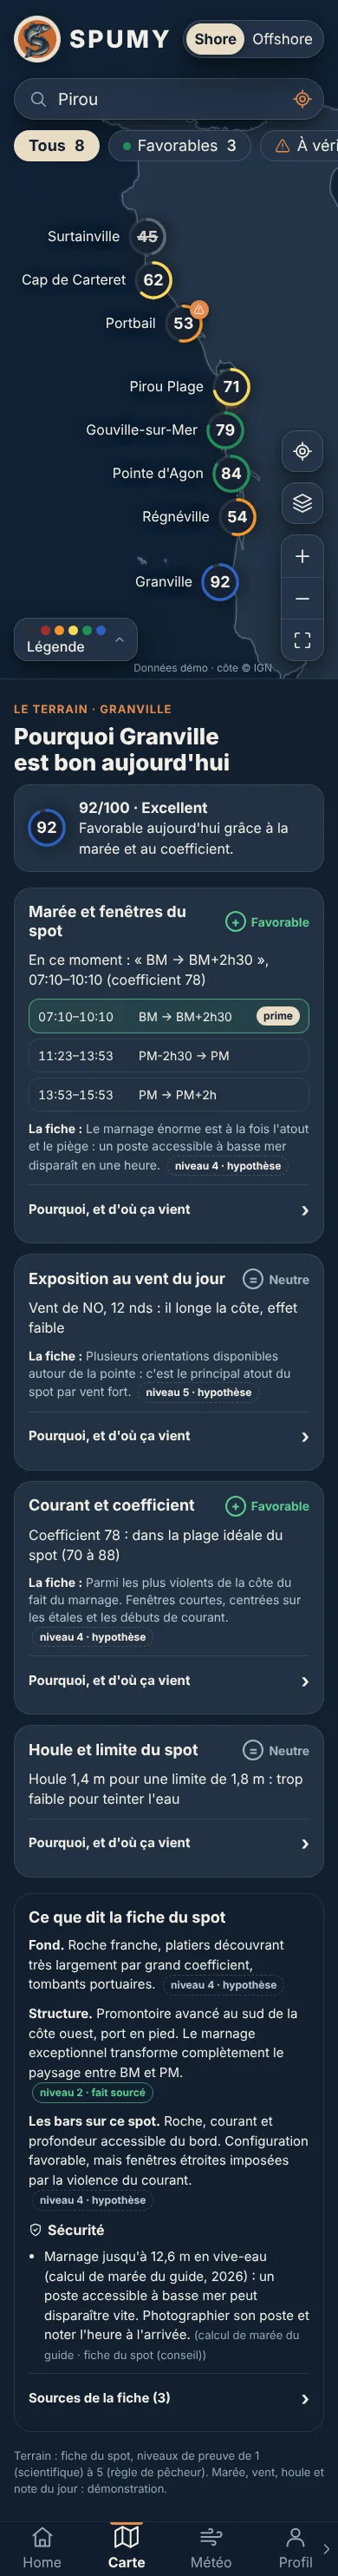 SPUMY
Shore Offshore
Pirou
Tous 8 Favorables 3 À véri
Surtainville 45
Cap de Carteret 62
Portbail 53
Pirou Plage 71
Gouville-sur-Mer 79
Pointe d'Agon 84
Régnéville 54
Granville 92
Légende
Données démo · côte © IGN
LE TERRAIN · GRANVILLE
Pourquoi Granville
est bon aujourd'hui
92
92/100 · Excellent
Favorable aujourd'hui grâce à la
marée et au coefficient.
Marée et fenêtres du
spot
Favorable
En ce moment : « BM → BM+2h30 »,
07:10–10:10 (coefficient 78)
07:10–10:10 BM → BM+2h30 prime
11:23–13:53 PM-2h30 → PM
13:53–15:53 PM → PM+2h
La fiche : Le marnage énorme est à la fois l'atout
et le piège : un poste accessible à basse mer
disparaît en une heure. niveau 4 · hypothèse
Pourquoi, et d'où ça vient
Exposition au vent du jour Neutre
Vent de NO, 12 nds : il longe la côte, effet
faible
La fiche : Plusieurs orientations disponibles
autour de la pointe : c'est le principal atout du
spot par vent fort. niveau 5 · hypothèse
Pourquoi, et d'où ça vient
Courant et coefficient Favorable
Coefficient 78 : dans la plage idéale du
spot (70 à 88)
La fiche : Parmi les plus violents de la côte du
fait du marnage. Fenêtres courtes, centrées sur
les étales et les débuts de courant.
niveau 4 · hypothèse
Pourquoi, et d'où ça vient
Houle et limite du spot Neutre
Houle 1,4 m pour une limite de 1,8 m : trop
faible pour teinter l'eau
Pourquoi, et d'où ça vient
Ce que dit la fiche du spot
Fond. Roche franche, platiers découvrant
très largement par grand coefficient,
tombants portuaires. niveau 4 · hypothèse
Structure. Promontoire avancé au sud de la
côte ouest, port en pied. Le marnage
exceptionnel transforme complètement le
paysage entre BM et PM.
niveau 2 · fait sourcé
Les bars sur ce spot. Roche, courant et
profondeur accessible du bord. Configuration
favorable, mais fenêtres étroites imposées
par la violence du courant.
niveau 4 · hypothèse
Sécurité
• Marnage jusqu'à 12,6 m en vive-eau
(calcul de marée du guide, 2026) : un
poste accessible à basse mer peut
disparaître vite. Photographier son poste et
noter l'heure à l'arrivée. (calcul de marée du
guide · fiche du spot (conseil))
Sources de la fiche (3)
Terrain : fiche du spot, niveaux de preuve de 1
(scientifique) à 5 (règle de pêcheur). Marée, vent, houle et
note du jour : démonstration.
Home Carte Météo Profil